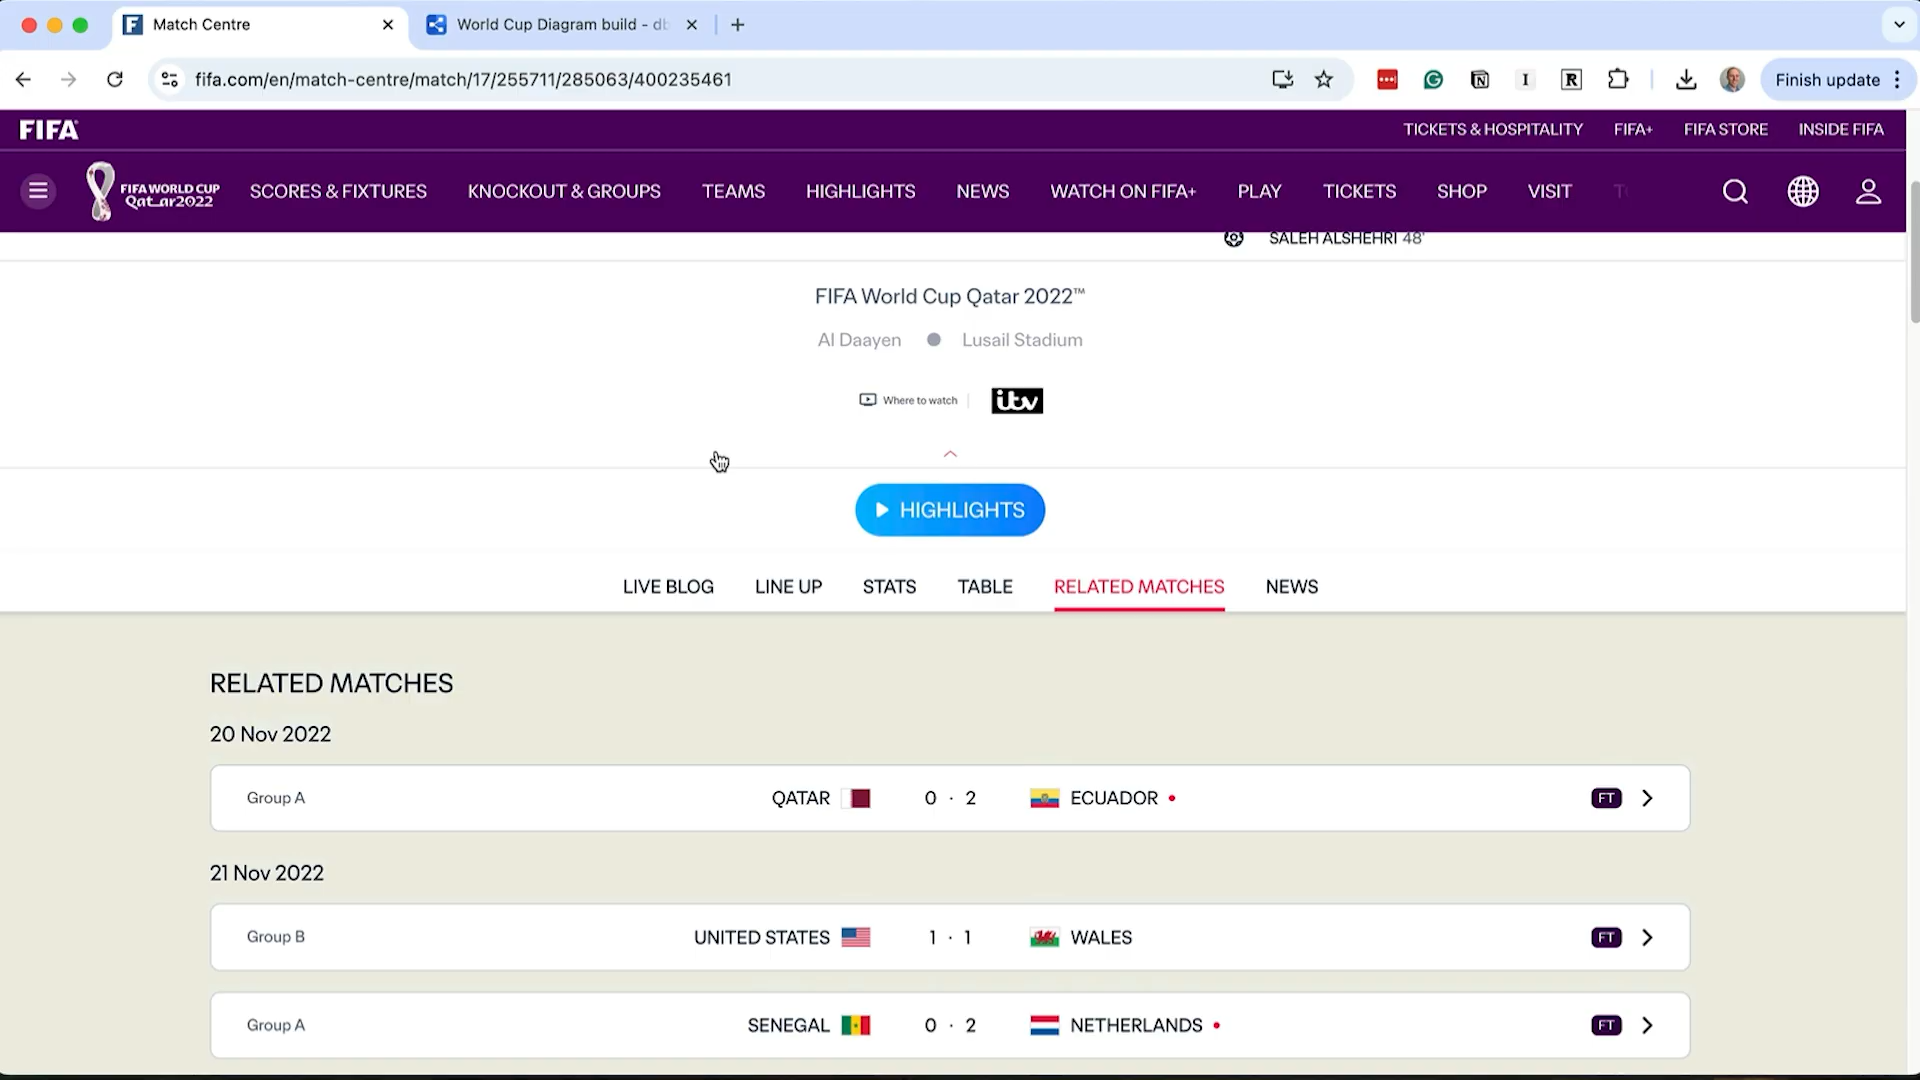 Match Centre
World Cup Diagram build - db
fifa.com/en/match-centre/match/17/255711/285063/400235461
Finish update
FIFA
TICKETS & HOSPITALITY
FIFA+
FIFA STORE
INSIDE FIFA
FIFA WORLD CUP
Qatar2022
SCORES & FIXTURES
KNOCKOUT & GROUPS
TEAMS
HIGHLIGHTS
NEWS
WATCH ON FIFA+
PLAY
TICKETS
SHOP
VISIT
SALEH ALSHEHRI 48'
FIFA World Cup Qatar 2022™
Al Daayen
Lusail Stadium
Where to watch
itv
HIGHLIGHTS
LIVE BLOG
LINE UP
STATS
TABLE
RELATED MATCHES
NEWS
RELATED MATCHES
20 Nov 2022
Group A QATAR 0 · 2 ECUADOR FT
21 Nov 2022
Group B UNITED STATES 1 · 1 WALES FT
Group A SENEGAL 0 · 2 NETHERLANDS FT